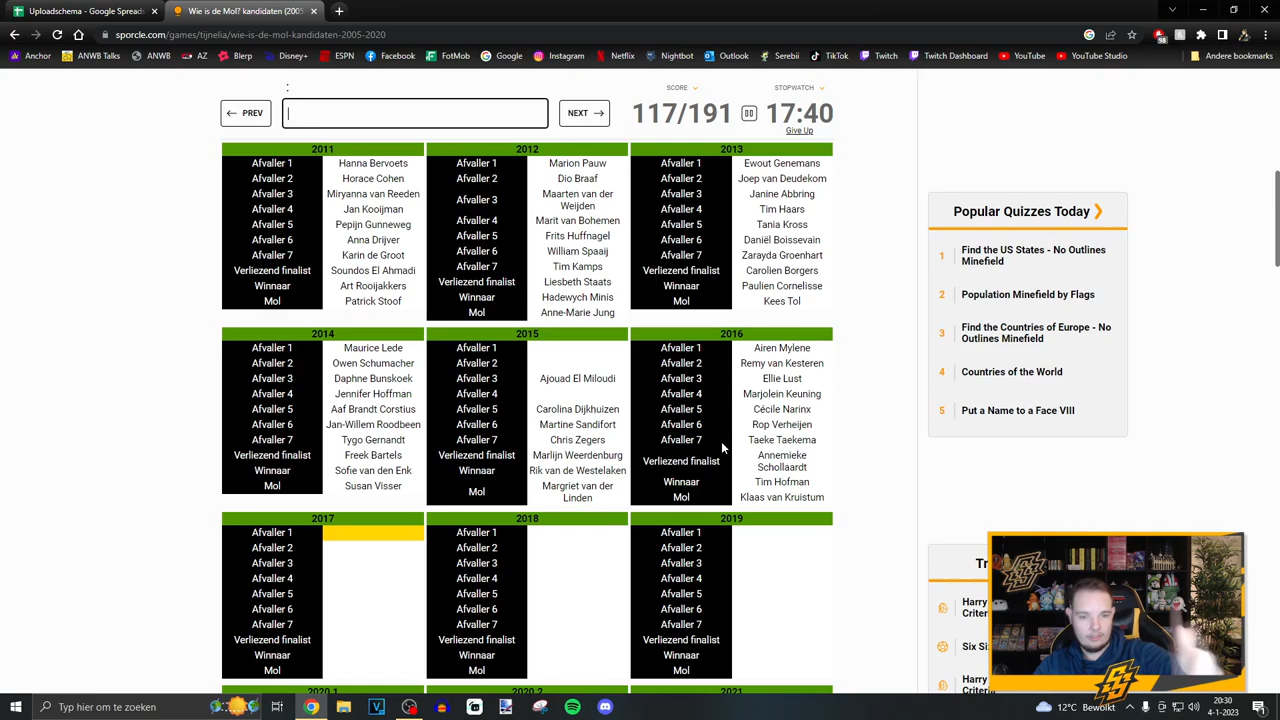 Uploadschema - Google Spreads
Wie is de Mol? kandidaten (2005
sporcle.com/games/tijnelia/wie-is-de-mol-kandidaten-2005-2020
Anchor ANWB Talks ANWB AZ Blerp Disney+ ESPN Facebook FotMob Google Instagram Netflix Nightbot Outlook Serebii TikTok Twitch Twitch Dashboard YouTube YouTube Studio Andere bookmarks
:
SCORE
STOPWATCH
PREV
NEXT
117/191
17:40
Give Up
2011
Afvaller 1 Hanna Bervoets
Afvaller 2 Horace Cohen
Afvaller 3 Miryanna van Reeden
Afvaller 4 Jan Kooijman
Afvaller 5 Pepijn Gunneweg
Afvaller 6 Anna Drijver
Afvaller 7 Karin de Groot
Verliezend finalist Soundos El Ahmadi
Winnaar Art Rooijakkers
Mol Patrick Stoof
2012
Afvaller 1 Marion Pauw
Afvaller 2 Dio Braaf
Afvaller 3 Maarten van der
Weijden
Afvaller 4 Marit van Bohemen
Afvaller 5 Frits Huffnagel
Afvaller 6 William Spaaij
Afvaller 7 Tim Kamps
Verliezend finalist Liesbeth Staats
Winnaar Hadewych Minis
Mol Anne-Marie Jung
2013
Afvaller 1 Ewout Genemans
Afvaller 2 Joep van Deudekom
Afvaller 3 Janine Abbring
Afvaller 4 Tim Haars
Afvaller 5 Tania Kross
Afvaller 6 Daniël Boissevain
Afvaller 7 Zarayda Groenhart
Verliezend finalist Carolien Borgers
Winnaar Paulien Cornelisse
Mol Kees Tol
2014
Afvaller 1 Maurice Lede
Afvaller 2 Owen Schumacher
Afvaller 3 Daphne Bunskoek
Afvaller 4 Jennifer Hoffman
Afvaller 5 Aaf Brandt Corstius
Afvaller 6 Jan-Willem Roodbeen
Afvaller 7 Tygo Gernandt
Verliezend finalist Freek Bartels
Winnaar Sofie van den Enk
Mol Susan Visser
2015
Afvaller 1
Afvaller 2
Afvaller 3 Ajouad El Miloudi
Afvaller 4
Afvaller 5 Carolina Dijkhuizen
Afvaller 6 Martine Sandifort
Afvaller 7 Chris Zegers
Verliezend finalist Marlijn Weerdenburg
Winnaar Rik van de Westelaken
Mol Margriet van der
Linden
2016
Afvaller 1 Airen Mylene
Afvaller 2 Remy van Kesteren
Afvaller 3 Ellie Lust
Afvaller 4 Marjolein Keuning
Afvaller 5 Cécile Narinx
Afvaller 6 Rop Verheijen
Afvaller 7 Taeke Taekema
Verliezend finalist Annemieke
Schollaardt
Winnaar Tim Hofman
Mol Klaas van Kruistum
2017
Afvaller 1
Afvaller 2
Afvaller 3
Afvaller 4
Afvaller 5
Afvaller 6
Afvaller 7
Verliezend finalist
Winnaar
Mol
2018
Afvaller 1
Afvaller 2
Afvaller 3
Afvaller 4
Afvaller 5
Afvaller 6
Afvaller 7
Verliezend finalist
Winnaar
Mol
2019
Afvaller 1
Afvaller 2
Afvaller 3
Afvaller 4
Afvaller 5
Afvaller 6
Afvaller 7
Verliezend finalist
Winnaar
Mol
2020.1
2020.2
2021
Popular Quizzes Today
1 Find the US States - No Outlines
Minefield
2 Population Minefield by Flags
3 Find the Countries of Europe - No
Outlines Minefield
4 Countries of the World
5 Put a Name to a Face VIII
Tr
Harry
Criter
Six Si
Harry
Criteri
Typ hier om te zoeken
12°C Bewolkt
20:30
4-1-2023